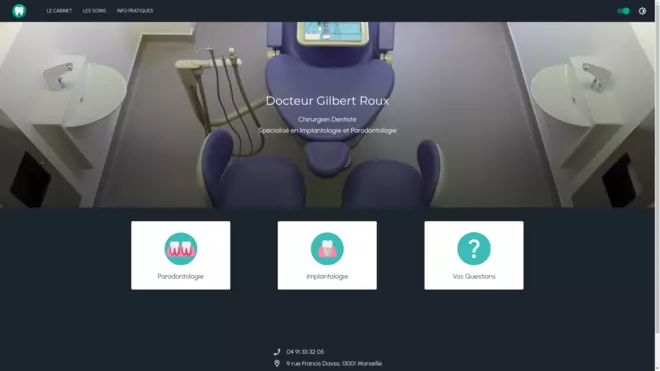 LE CABINET
LES SOINS
INFO PRATIQUES
Docteur Gilbert Roux
Chirurgien Dentiste
Spécialisé en Implantologie et Parodontologie
Parodontologie
Implantologie
?
Vos Questions
04 91 33 32 05
9 rue Francis Davso, 13001 Marseille